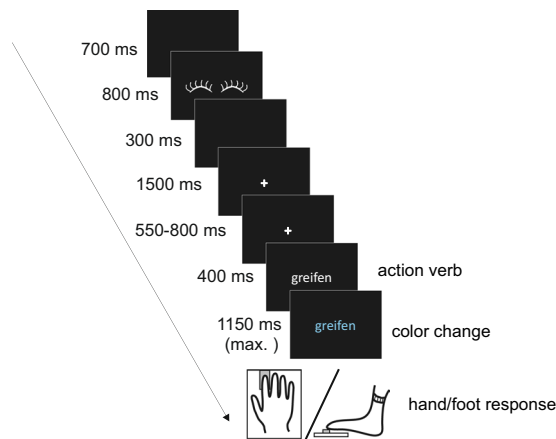 700 ms
800 ms
300 ms
1500 ms
+
550-800 ms
+
400 ms
greifen
action verb
1150 ms
(max. )
greifen
color change
hand/foot response